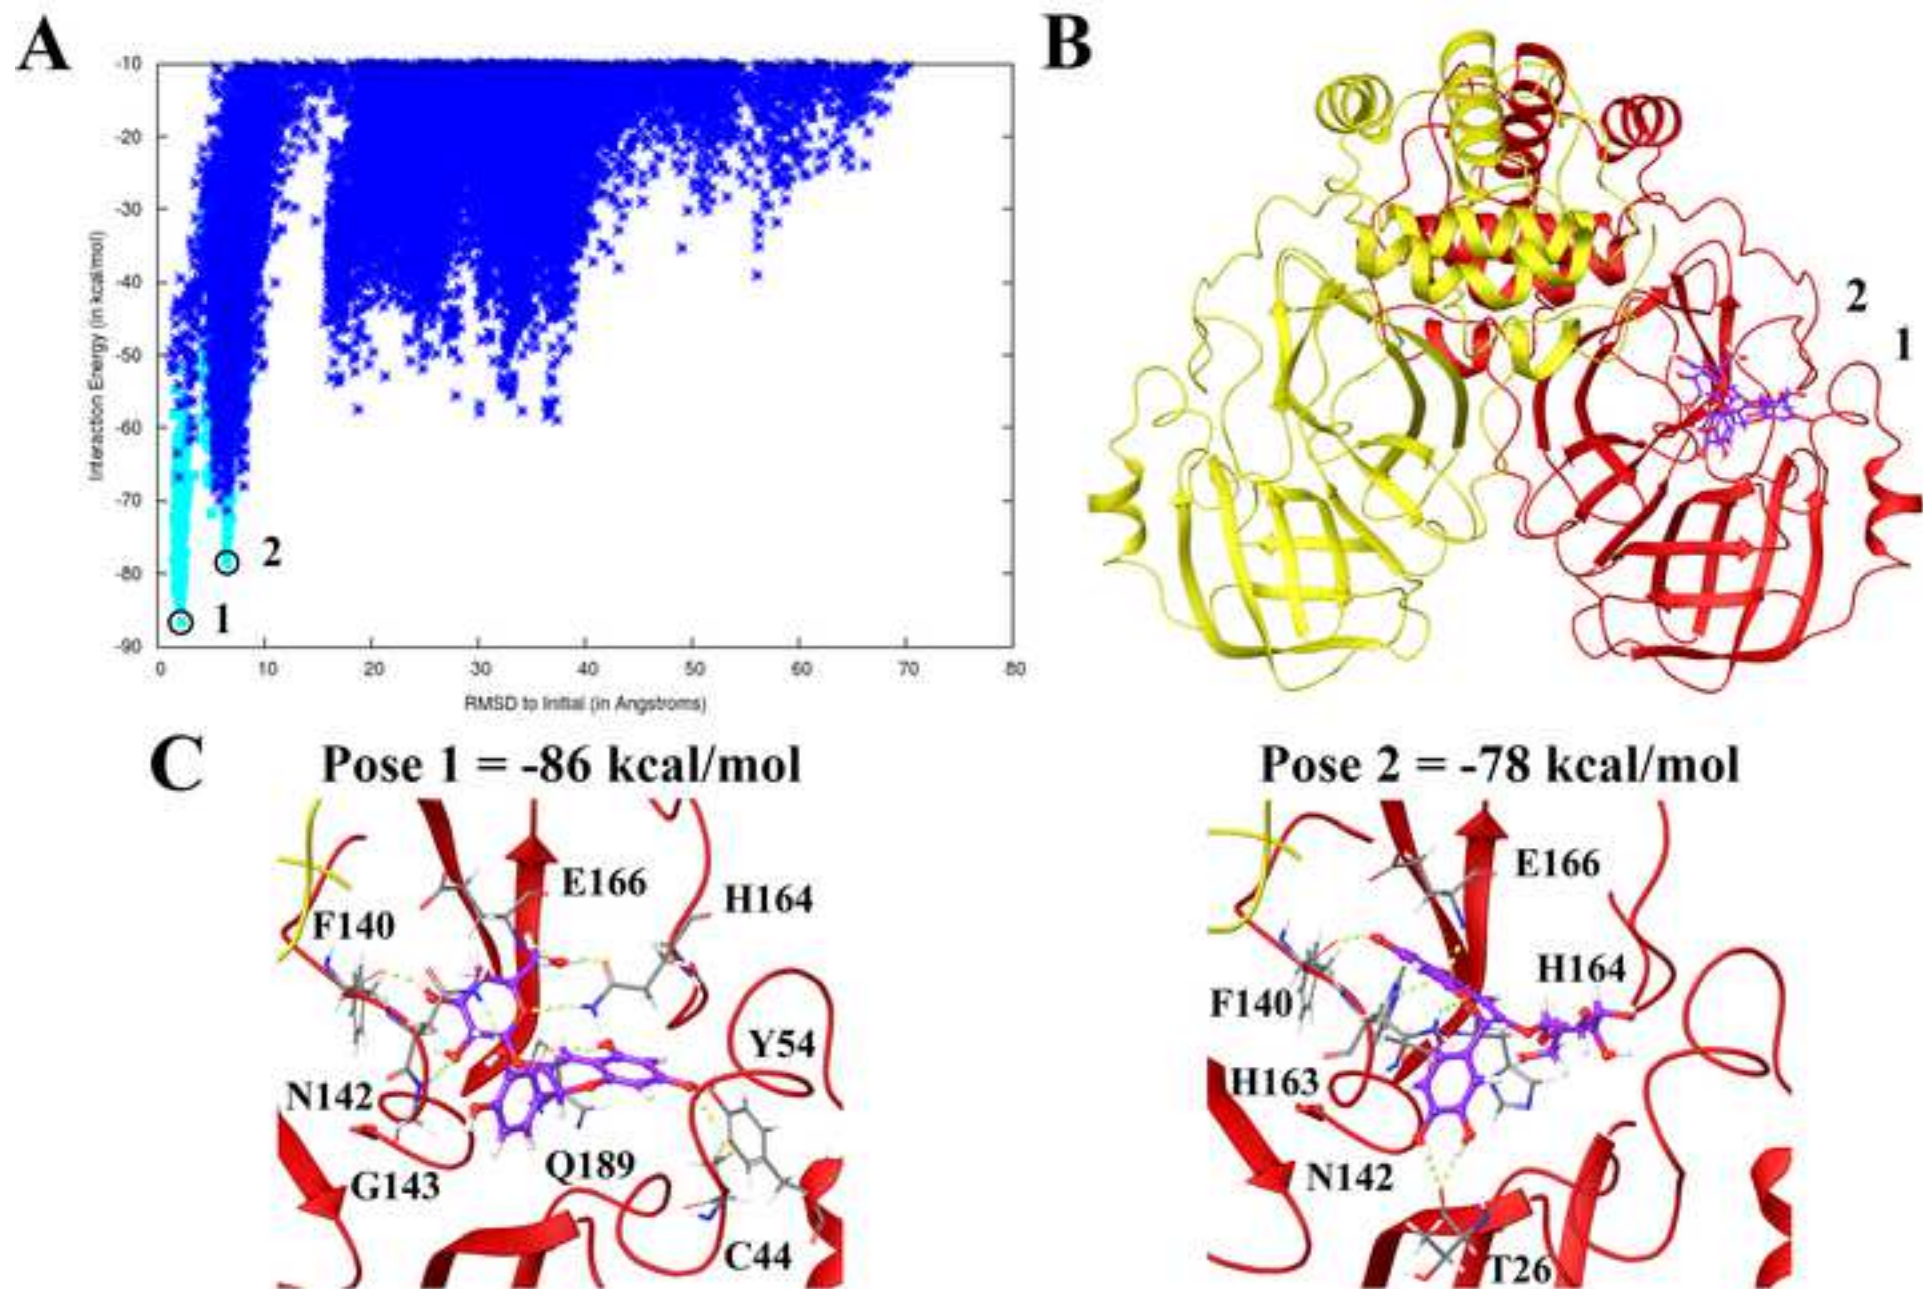 A
B
-10
-20
-30
-40
-50
-60
-70
-80
-90
Interaction Energy (in kcal/mol)
0 10 20 30 40 50 60 70 80
RMSD to Initial (in Angstroms)
2
1
2
1
C
Pose 1 = -86 kcal/mol
Pose 2 = -78 kcal/mol
E166
H164
F140
Y54
N142
Q189
G143
C44
E166
H164
F140
H163
N142
T26